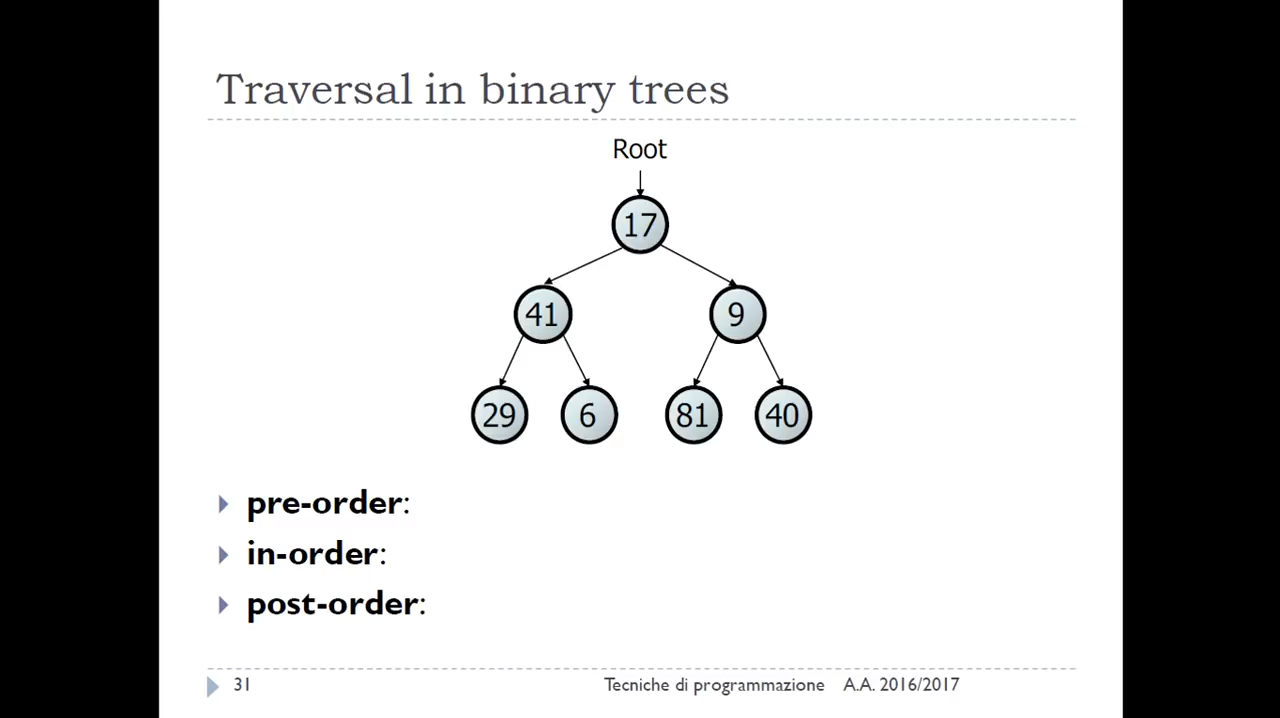 Traversal in binary trees
Root
17
41 9
29 6 81 40
pre-order:
in-order:
post-order:
31 Tecniche di programmazione A.A. 2016/2017